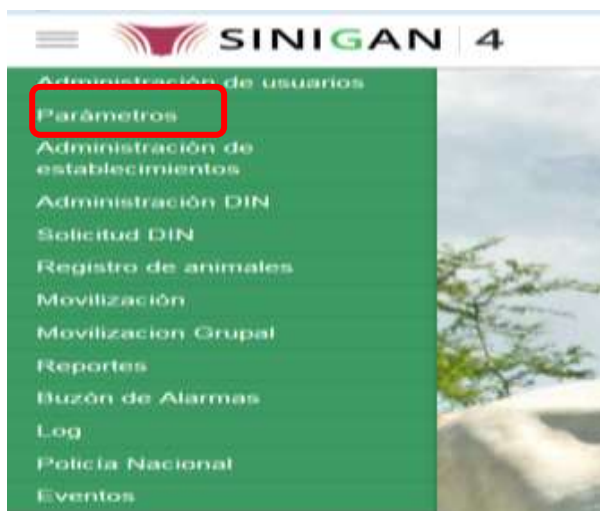 SINIGAN 4
Administración de usuarios
Parámetros
Administración de
establecimientos
Administración DIN
Solicitud DIN
Registro de animales
Movilización
Movilizacion Grupal
Reportes
Buzón de Alarmas
Log
Policía Nacional
Eventos